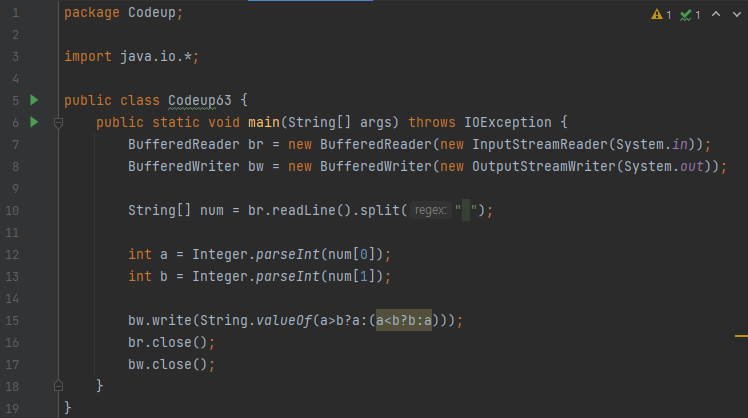 1 package Codeup;
2
3 import java.io.*;
4
5 public class Codeup63 {
6 public static void main(String[] args) throws IOException {
7 BufferedReader br = new BufferedReader(new InputStreamReader(System.in));
8 BufferedWriter bw = new BufferedWriter(new OutputStreamWriter(System.out));
9
10 String[] num = br.readLine().split( regex: " ");
11
12 int a = Integer.parseInt(num[0]);
13 int b = Integer.parseInt(num[1]);
14
15 bw.write(String.valueOf(a>b?a:(a<b?b:a)));
16 br.close();
17 bw.close();
18 }
19 }
1 1